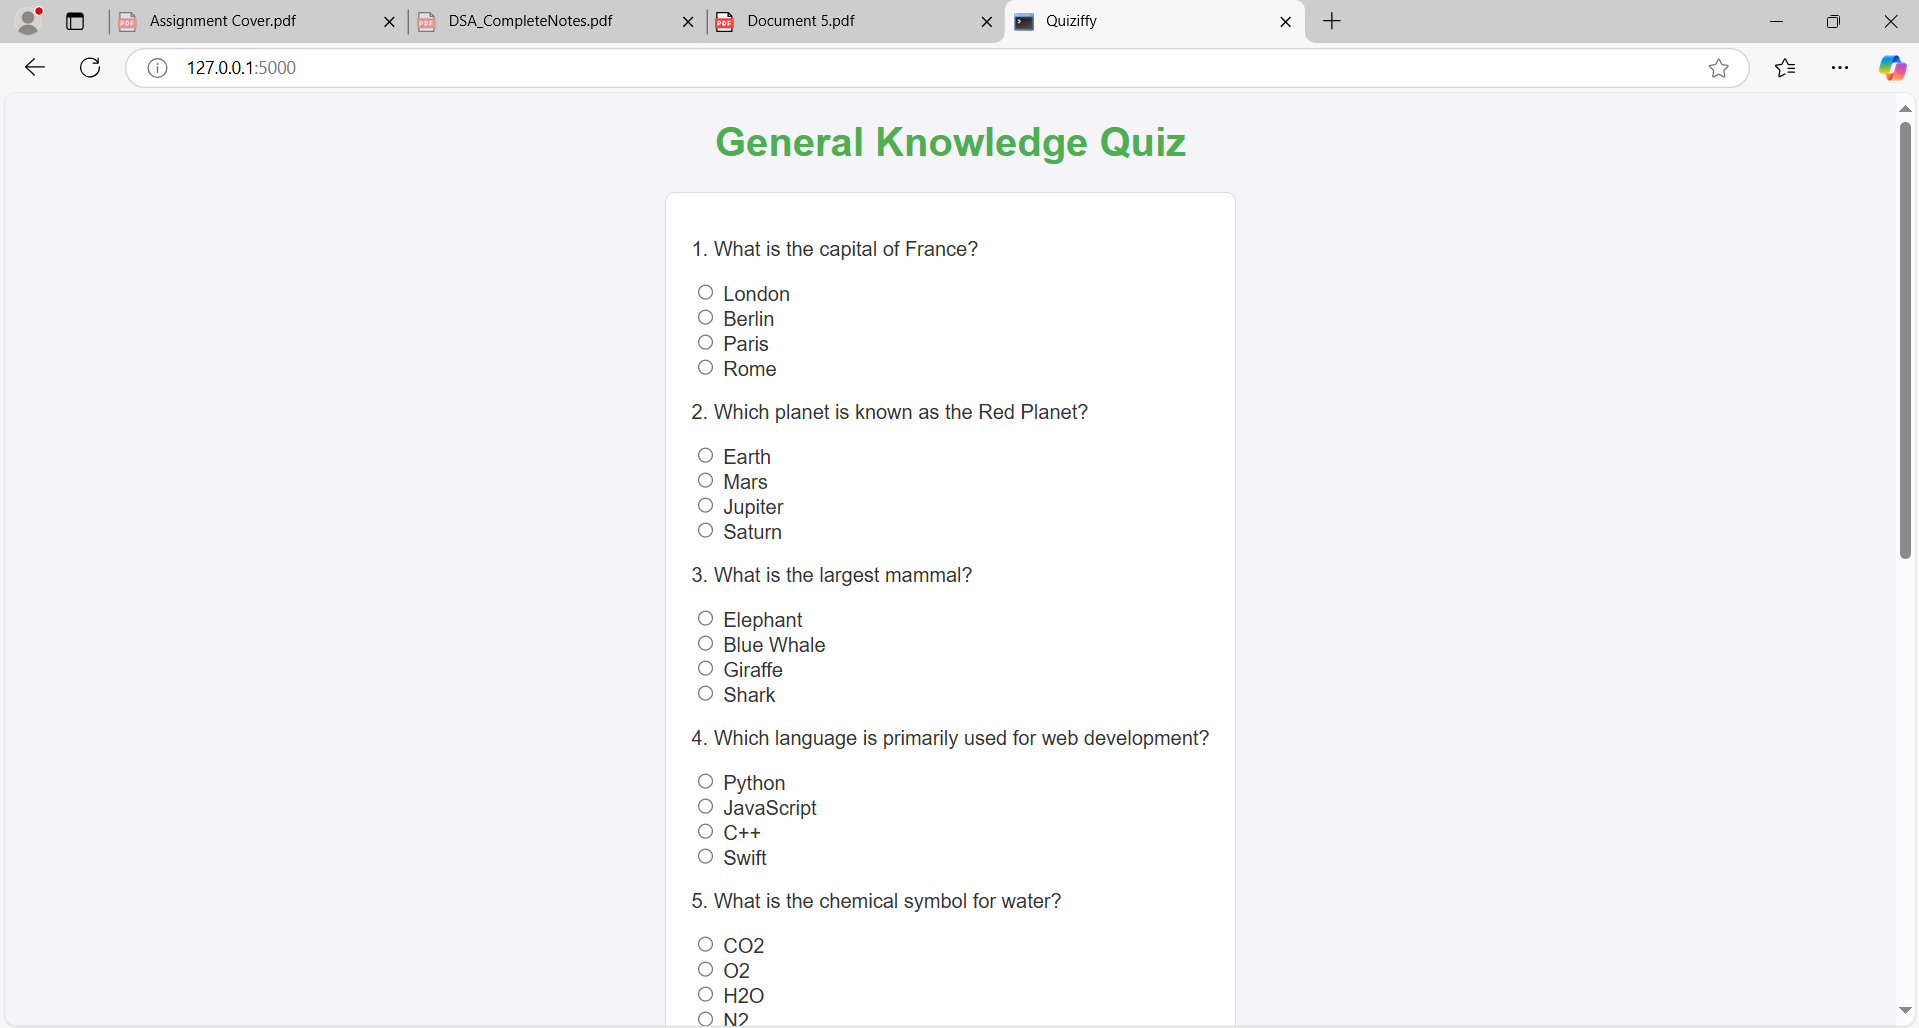 Assignment Cover.pdf
DSA_CompleteNotes.pdf
Document 5.pdf
Quiziffy
127.0.0.1:5000
General Knowledge Quiz
1. What is the capital of France?
London
Berlin
Paris
Rome
2. Which planet is known as the Red Planet?
Earth
Mars
Jupiter
Saturn
3. What is the largest mammal?
Elephant
Blue Whale
Giraffe
Shark
4. Which language is primarily used for web development?
Python
JavaScript
C++
Swift
5. What is the chemical symbol for water?
CO2
O2
H2O
N2